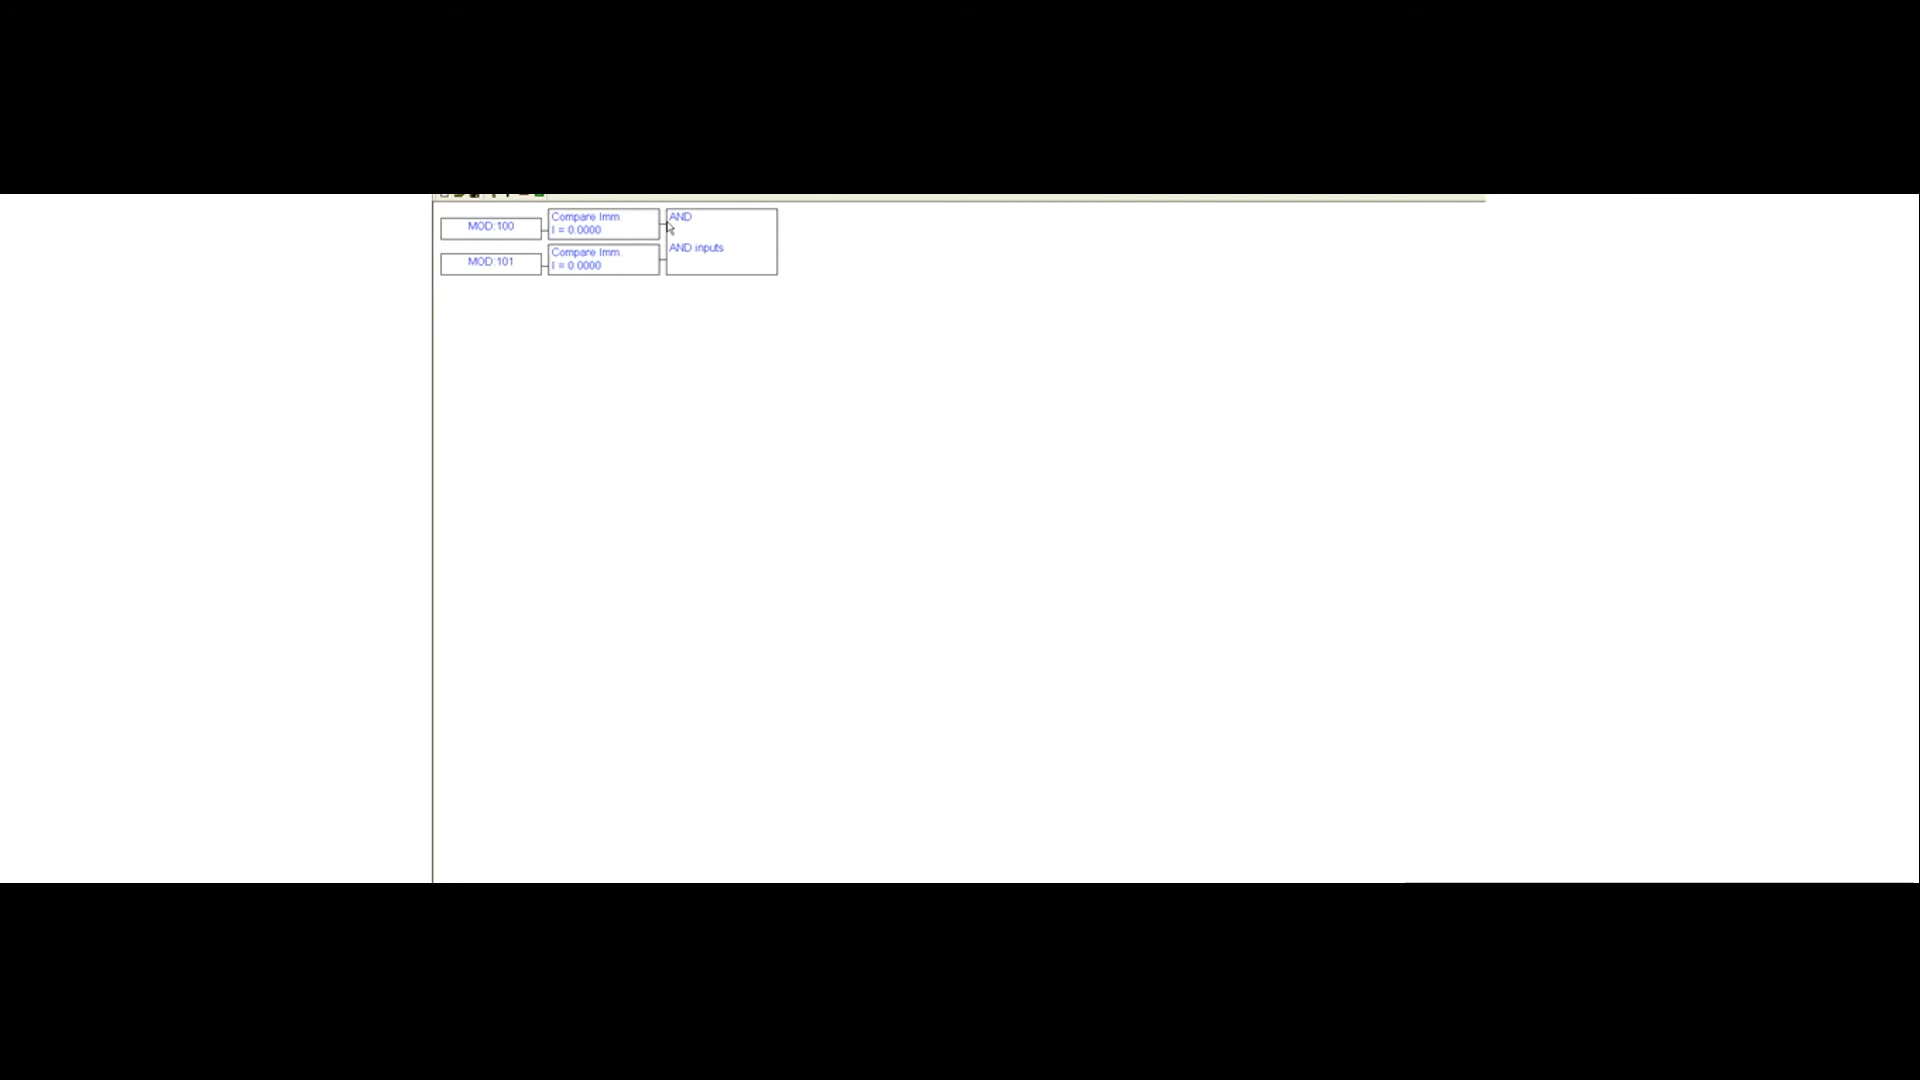 MOD:100
Compare Imm.
I = 0.0000
AND
AND inputs
MOD:101
Compare Imm.
I = 0.0000